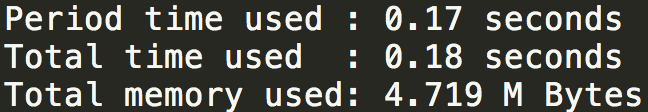 Period time used : 0.17 seconds
Total time used  : 0.18 seconds
Total memory used: 4.719 M Bytes